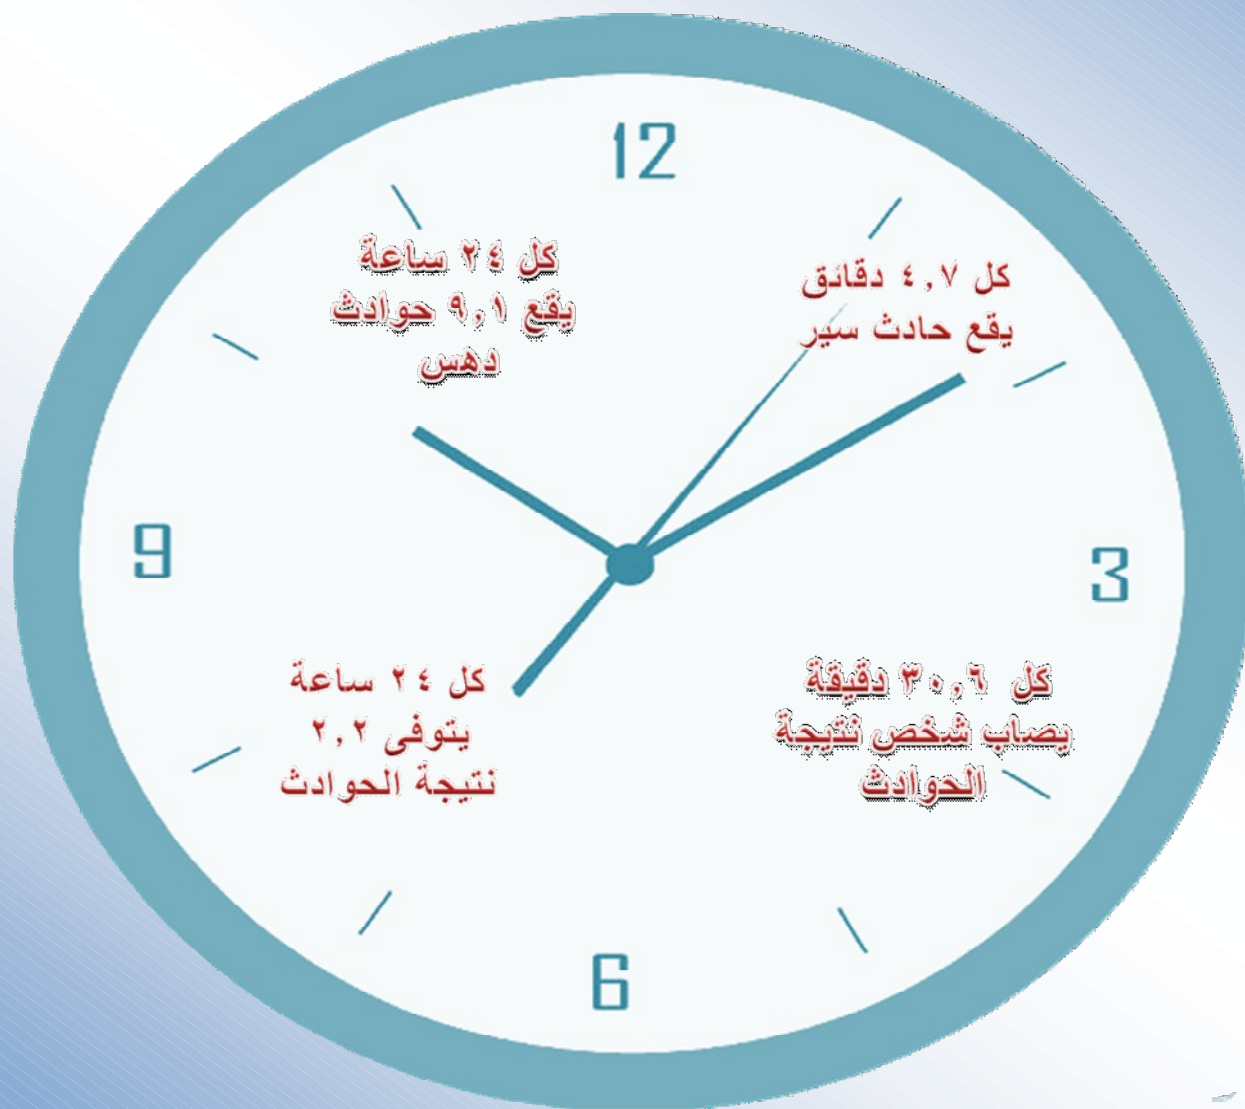 12
كل ٢٤ ساعة
يقع ٩,١ حوادث
دهس
كل ٤,٧ دقائق
يقع حادث سير
9
3
كل ٢٤ ساعة
يتوفى ٢,٢
نتيجة الحوادث
كل ٣٠,٦ دقيقة
يصاب شخص نتيجة
الحوادث
6